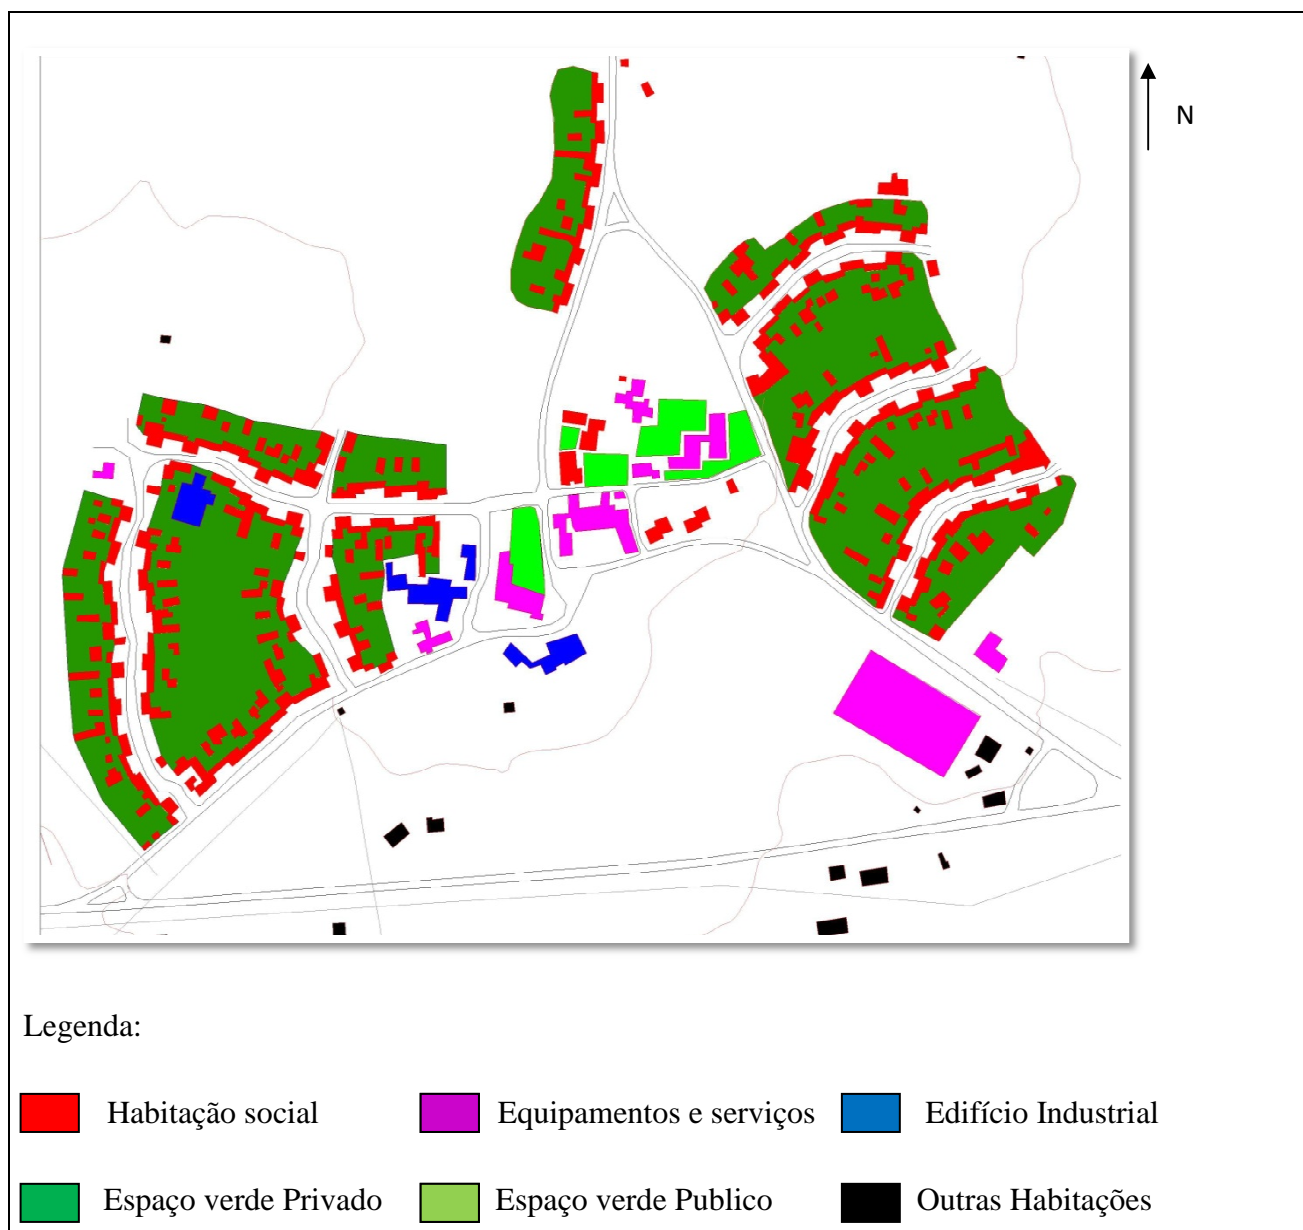 N
Legenda:
Habitação social
Equipamentos e serviços
Edifício Industrial
Espaço verde Privado
Espaço verde Publico
Outras Habitações